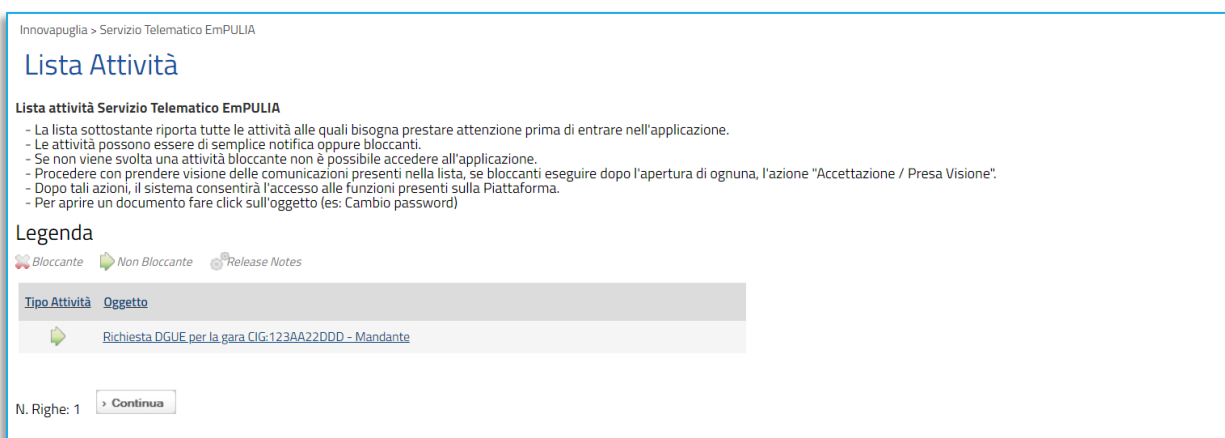 Innovapuglia > Servizio Telematico EmPULIA
Lista Attività
Lista attività Servizio Telematico EmPULIA
- La lista sottostante riporta tutte le attività alle quali bisogna prestare attenzione prima di entrare nell'applicazione.
- Le attività possono essere di semplice notifica oppure bloccanti.
- Se non viene svolta una attività bloccante non è possibile accedere all'applicazione.
- Procedere con prendere visione delle comunicazioni presenti nella lista, se bloccanti eseguire dopo l'apertura di ognuna, l'azione "Accettazione / Presa Visione".
- Dopo tali azioni, il sistema consentirà l'accesso alle funzioni presenti sulla Piattaforma.
- Per aprire un documento fare click sull'oggetto (es: Cambio password)
Legenda
Bloccante Non Bloccante Release Notes
Tipo Attività Oggetto
Richiesta DGUE per la gara CIG:123AA22DDD - Mandante
N. Righe: 1 › Continua